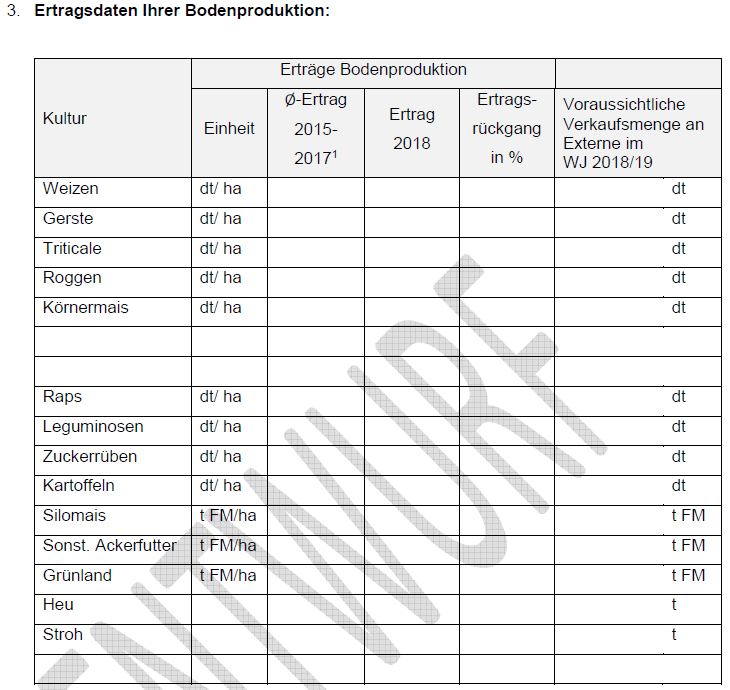 3. Ertragsdaten Ihrer Bodenproduktion:
Erträge Bodenproduktion
Kultur
Einheit
Ø-Ertrag
2015-
2017¹
Ertrag
2018
Ertrags-
rückgang
in %
Voraussichtliche
Verkaufsmenge an
Externe im
WJ 2018/19
Weizen dt/ ha dt
Gerste dt/ ha dt
Triticale dt/ ha dt
Roggen dt/ ha dt
Körnermais dt/ ha dt
Raps dt/ ha dt
Leguminosen dt/ ha dt
Zuckerrüben dt/ ha dt
Kartoffeln dt/ ha dt
Silomais t FM/ha t FM
Sonst. Ackerfutter t FM/ha t FM
Grünland t FM/ha t FM
Heu t
Stroh t
ENTWURF